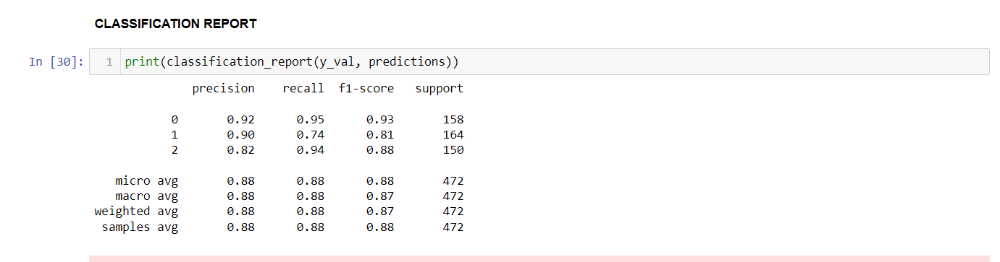 CLASSIFICATION REPORT
In [30]: 1 print(classification_report(y_val, predictions))
precision recall f1-score support
0 0.92 0.95 0.93 158
1 0.90 0.74 0.81 164
2 0.82 0.94 0.88 150
micro avg 0.88 0.88 0.88 472
macro avg 0.88 0.88 0.87 472
weighted avg 0.88 0.88 0.87 472
samples avg 0.88 0.88 0.88 472